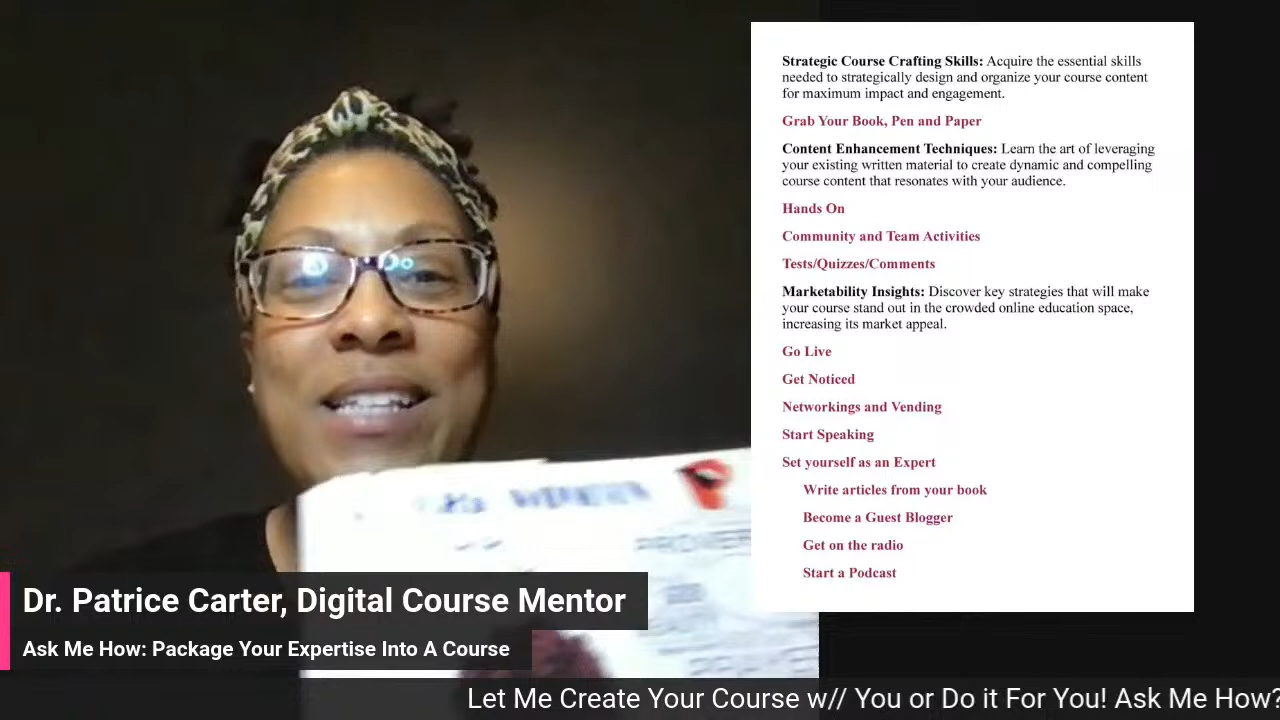 Strategic Course Crafting Skills: Acquire the essential skills
needed to strategically design and organize your course content
for maximum impact and engagement.
Grab Your Book, Pen and Paper
Content Enhancement Techniques: Learn the art of leveraging
your existing written material to create dynamic and compelling
course content that resonates with your audience.
Hands On
Community and Team Activities
Tests/Quizzes/Comments
Marketability Insights: Discover key strategies that will make
your course stand out in the crowded online education space,
increasing its market appeal.
Go Live
Get Noticed
Networkings and Vending
Start Speaking
Set yourself as an Expert
Write articles from your book
Become a Guest Blogger
Get on the radio
Start a Podcast
Dr. Patrice Carter, Digital Course Mentor
Ask Me How: Package Your Expertise Into A Course
Let Me Create Your Course w// You or Do it For You! Ask Me How?